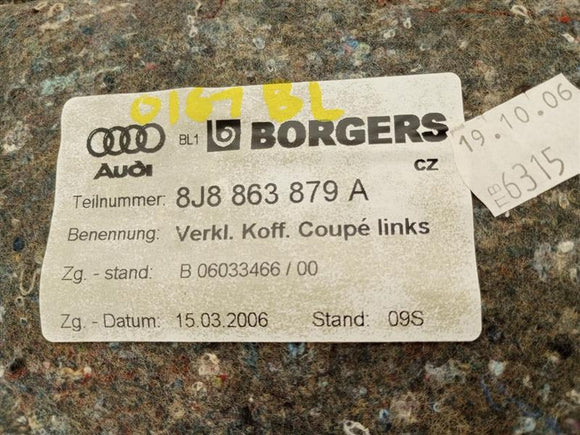 0167 BL
Audi BL1 BORGERS
CZ
Teilnummer: 8J8 863 879 A
Benennung: Verkl. Koff. Coupé links
Zg. - stand: B 06033466 / 00
Zg. - Datum: 15.03.2006 Stand: 09S
19.10.06
EB 6315